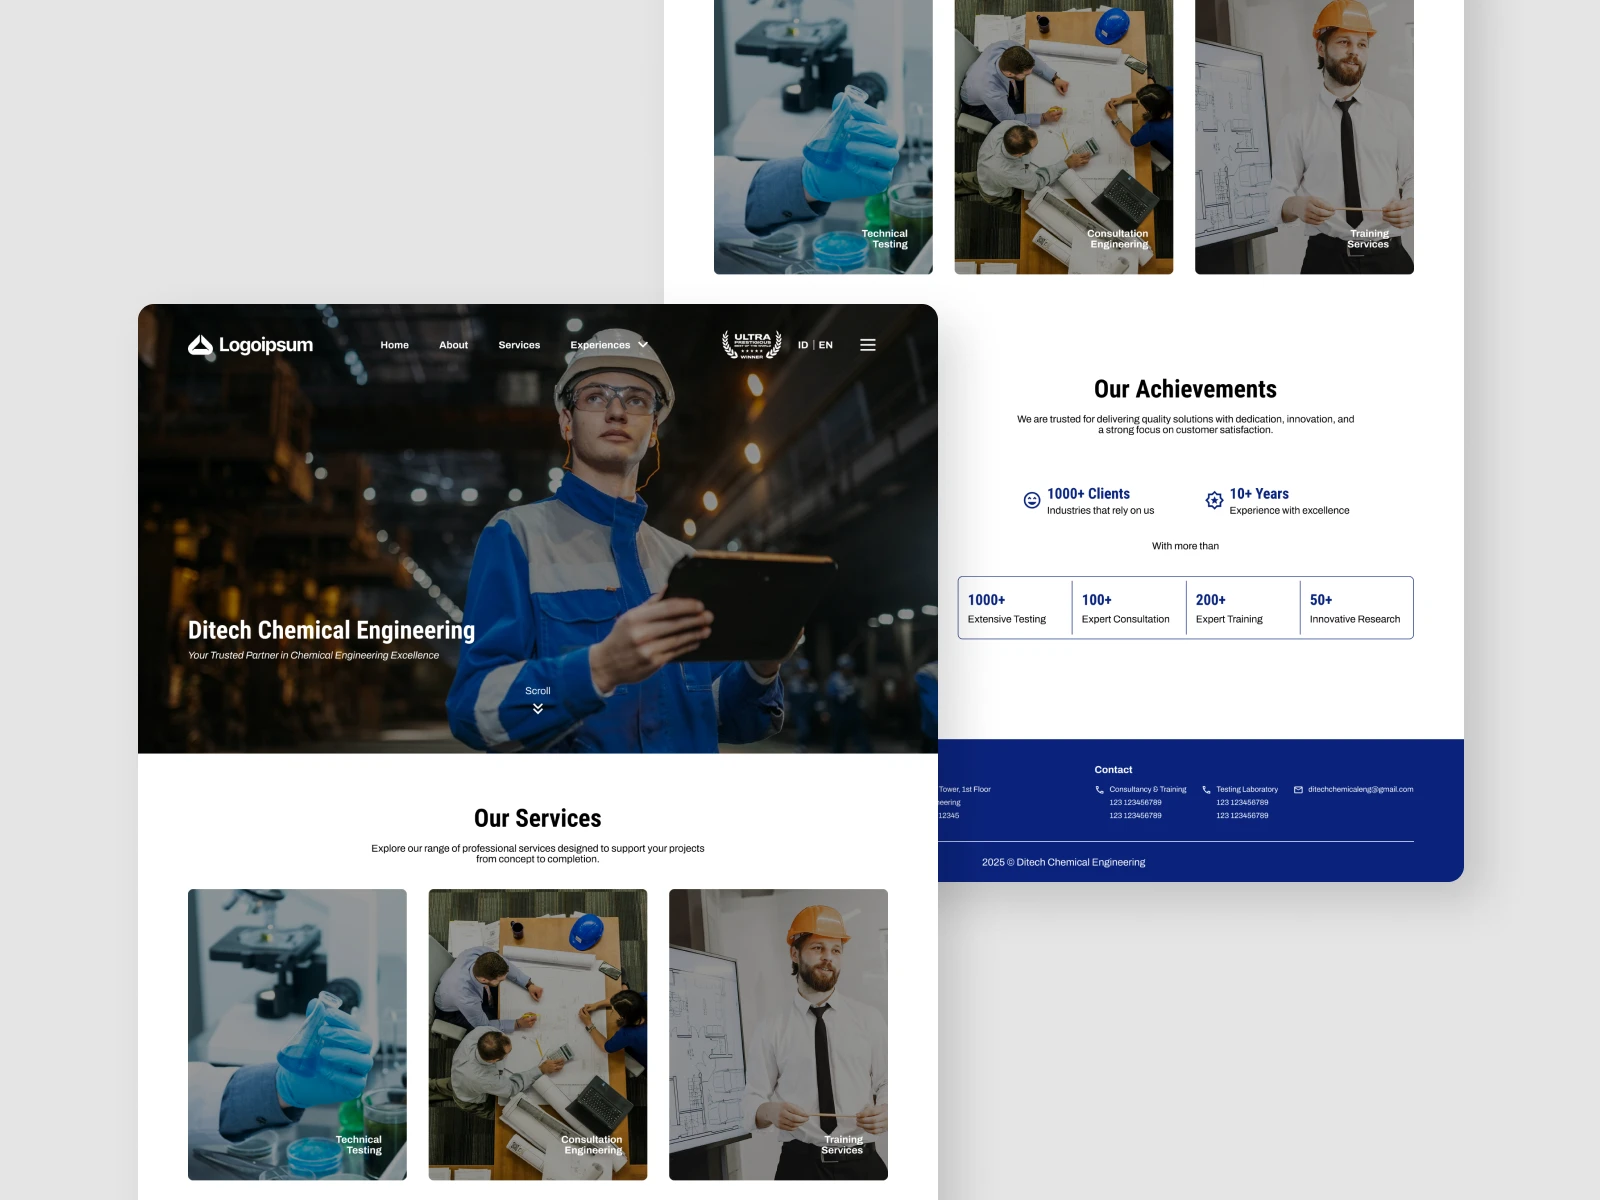 Technical
Testing
Consultation
Engineering
Training
Services
Logoipsum
Home
About
Services
Experiences
ULTRA
PRESTIGIOUS
BEST OF THE WORLD
WINNER
ID | EN
Ditech Chemical Engineering
Your Trusted Partner in Chemical Engineering Excellence
Scroll
Our Services
Explore our range of professional services designed to support your projects
from concept to completion.
Technical
Testing
Consultation
Engineering
Training
Services
Our Achievements
We are trusted for delivering quality solutions with dedication, innovation, and
a strong focus on customer satisfaction.
1000+ Clients
Industries that rely on us
10+ Years
Experience with excellence
With more than
1000+
Extensive Testing
100+
Expert Consultation
200+
Expert Training
50+
Innovative Research
Tower, 1st Floor
neering
12345
Contact
Consultancy & Training
123 123456789
123 123456789
Testing Laboratory
123 123456789
123 123456789
ditechchemicaleng@gmail.com
2025 © Ditech Chemical Engineering